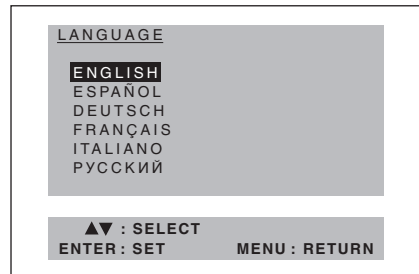 LANGUAGE
ENGLISH
ESPAÑOL
DEUTSCH
FRANÇAIS
ITALIANO
РУССКИЙ
▲▼ : SELECT
ENTER : SET MENU : RETURN